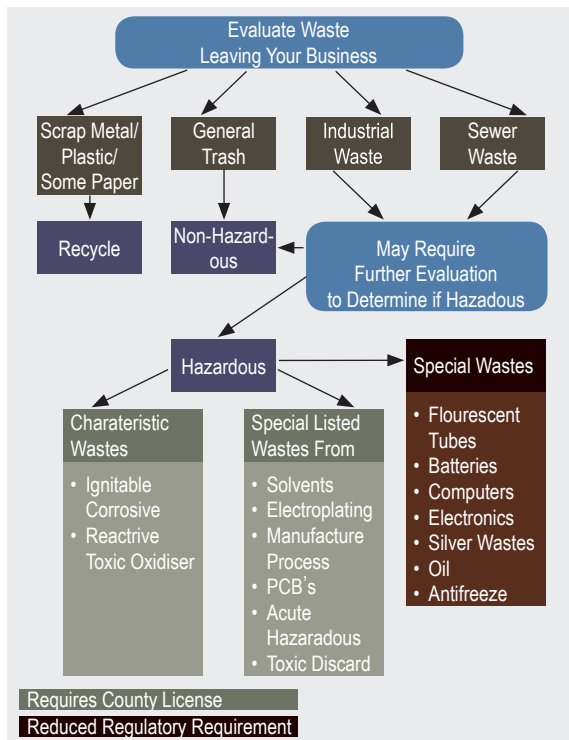 Evaluate Waste
Leaving Your Business
Scrap Metal/
Plastic/
Some Paper
General
Trash
Industrial
Waste
Sewer
Waste
Recycle
Non-Hazard-
ous
May Require
Further Evaluation
to Determine if Hazadous
Hazardous
Special Wastes
• Flourescent
Tubes
• Batteries
• Computers
• Electronics
• Silver Wastes
• Oil
• Antifreeze
Charateristic
Wastes
• Ignitable
Corrosive
• Reactrive
Toxic Oxidiser
Special Listed
Wastes From
• Solvents
• Electroplating
• Manufacture
Process
• PCB's
• Acute
Hazaradous
• Toxic Discard
Requires County License
Reduced Regulatory Requirement